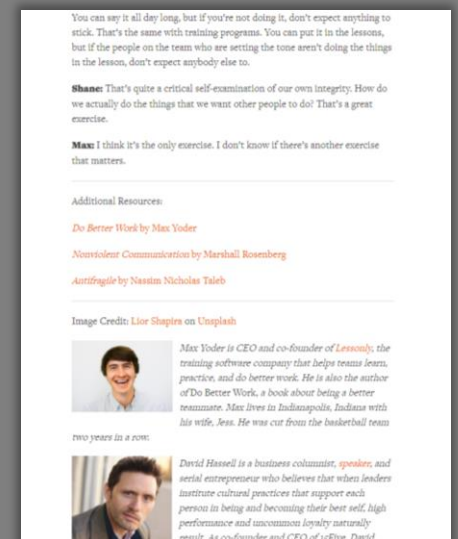 You can say it all day long, but if you're not doing it, don't expect anything to
stick. That's the same with training programs. You can put it in the lessons,
but if the people on the team who are setting the tone aren't doing the things
in the lesson, don't expect anybody else to.
Shane: That's quite a critical self-examination of our own integrity. How do
we actually do the things that we want other people to do? That's a great
exercise.
Max: I think it's the only exercise. I don't know if there's another exercise
that matters.
Additional Resources:
Do Better Work by Max Yoder
Nonviolent Communication by Marshall Rosenberg
Antifragile by Nassim Nicholas Taleb
Image Credit: Lior Shapira on Unsplash
Max Yoder is CEO and co-founder of Lessonly, the
training software company that helps teams learn,
practice, and do better work. He is also the author
of Do Better Work, a book about being a better
teammate. Max lives in Indianapolis, Indiana with
his wife, Jess. He was cut from the basketball team
two years in a row.
David Hassell is a business columnist, speaker, and
serial entrepreneur who believes that when leaders
institute cultural practices that support each
person in being and becoming their best self, high
performance and uncommon loyalty naturally
result. As co-founder and CEO of 15Five, David